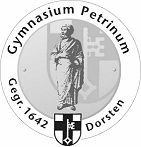 Gymnasium Petrinum
Gegr. 1642 Dorsten